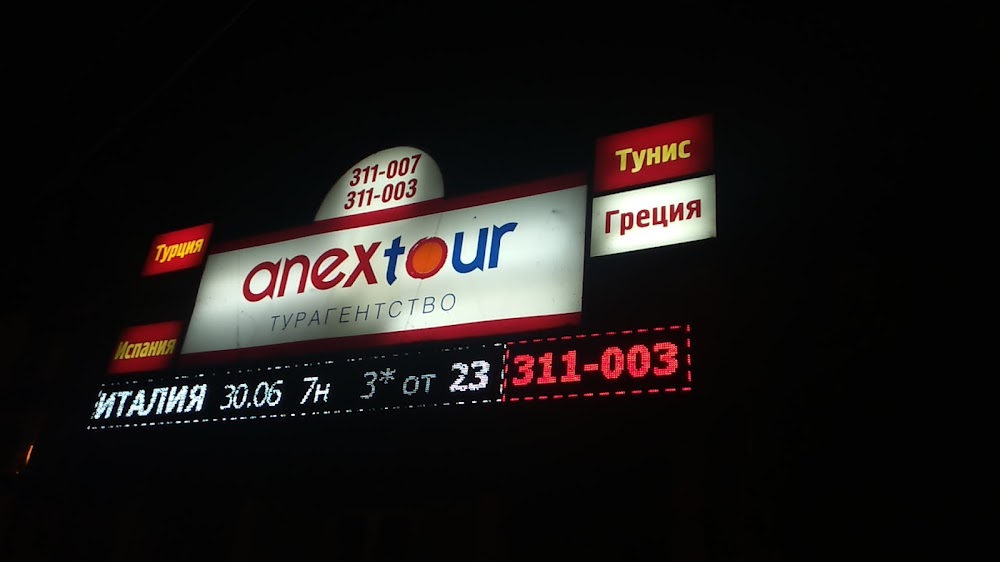 311-007
311-003
Тунис
Греция
Турция
anextour
ТУРАГЕНТСТВО
Испания
ИТАЛИЯ 30.06 7н 3* от 23
311-003